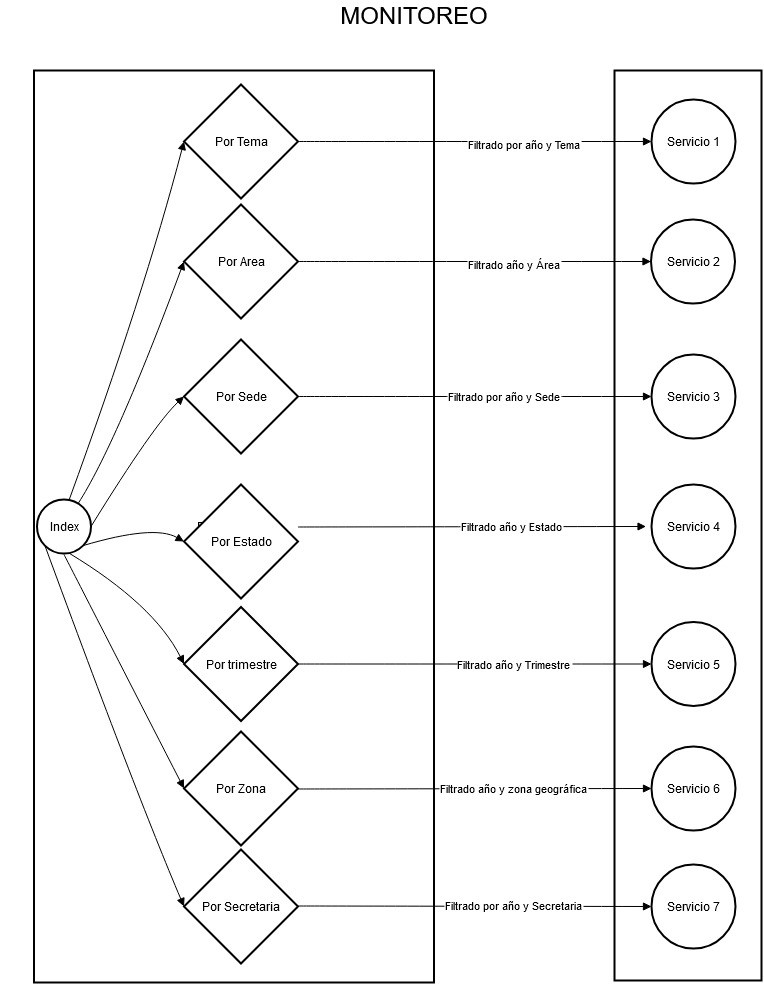 MONITOREO
Por Tema
Filtrado por año y Tema
Servicio 1
Por Area
Filtrado año y Área
Servicio 2
Por Sede
Filtrado por año y Sede
Servicio 3
Index
Por Estado
Filtrado año y Estado
Servicio 4
Por trimestre
Filtrado año y Trimestre
Servicio 5
Por Zona
Filtrado año y zona geográfica
Servicio 6
Por Secretaria
Filtrado por año y Secretaria
Servicio 7